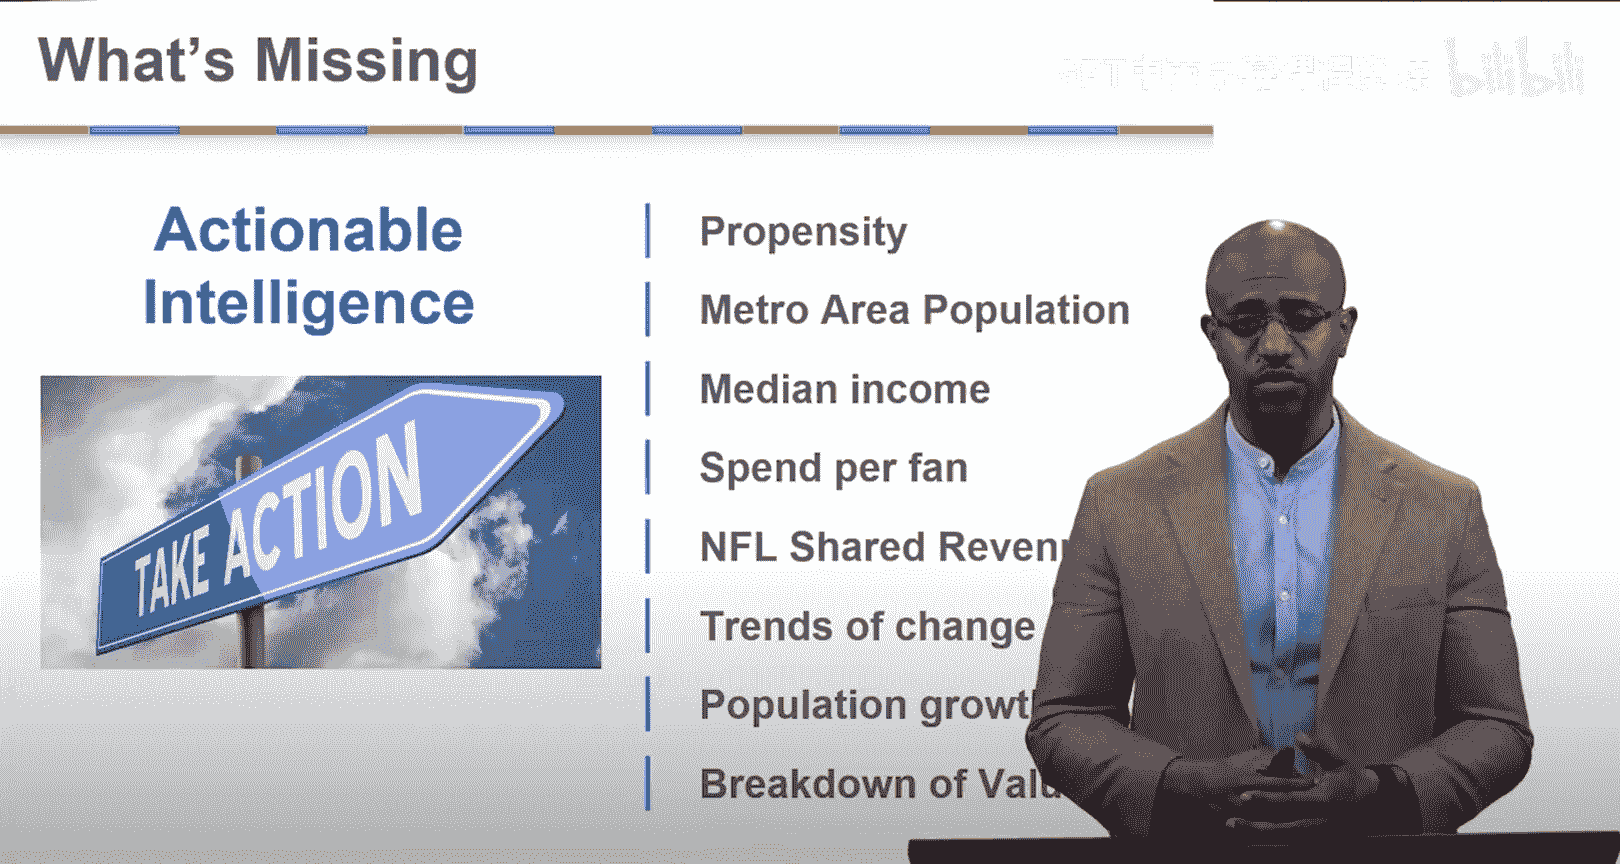 What's Missing
bilibili
Actionable
Intelligence
TAKE ACTION
Propensity
Metro Area Population
Median income
Spend per fan
NFL Shared Reven
Trends of change
Population growt
Breakdown of Valu